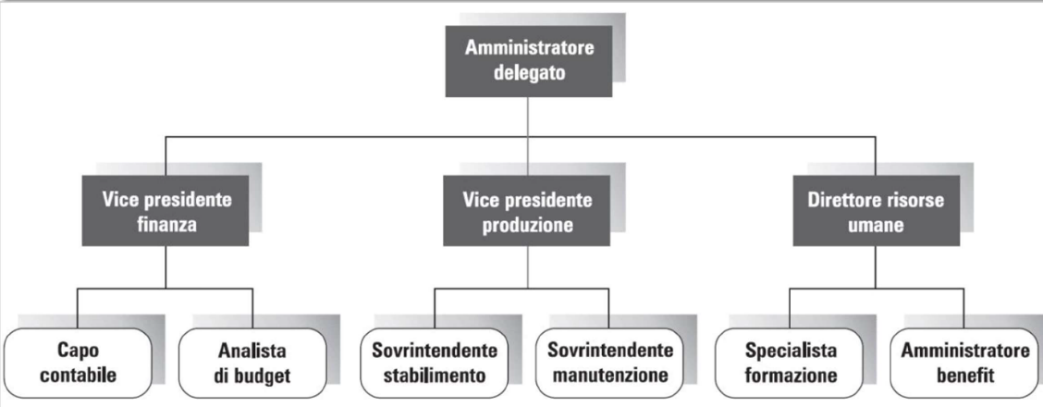 Amministratore
delegato
Vice presidente
finanza
Vice presidente
produzione
Direttore risorse
umane
Capo
contabile
Analista
di budget
Sovrintendente
stabilimento
Sovrintendente
manutenzione
Specialista
formazione
Amministratore
benefit